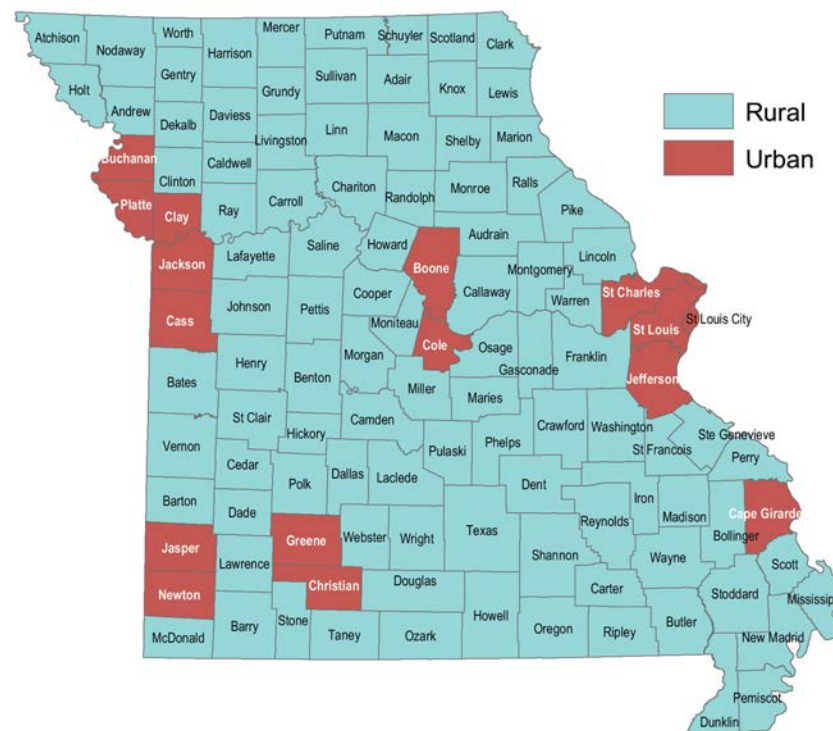 Atchison
Nodaway
Worth
Harrison
Mercer
Putnam
Schuyler
Scotland
Clark
Holt
Gentry
Grundy
Sullivan
Adair
Knox
Lewis
Andrew
Dekalb
Daviess
Livingston
Linn
Macon
Shelby
Marion
Rural
Urban
Buchanan
Clinton
Caldwell
Platte
Clay
Ray
Carroll
Chariton
Randolph
Monroe
Ralls
Pike
Jackson
Lafayette
Saline
Howard
Boone
Audrain
Lincoln
Cass
Johnson
Pettis
Cooper
Moniteau
Callaway
Montgomery
Warren
St Charles
St Louis
St Louis City
Bates
Henry
Benton
Morgan
Cole
Miller
Osage
Maries
Gasconade
Franklin
Jefferson
Vernon
St Clair
Hickory
Camden
Pulaski
Phelps
Crawford
Washington
St Francois
Ste Genevieve
Perry
Barton
Cedar
Dade
Polk
Dallas
Laclede
Texas
Dent
Iron
Reynolds
Madison
Bollinger
Cape Girarde
Jasper
Lawrence
Greene
Webster
Wright
Shannon
Wayne
Scott
Newton
Christian
Douglas
Howell
Carter
Stoddard
Mississip
McDonald
Barry
Stone
Taney
Ozark
Oregon
Ripley
Butler
New Madrid
Pemiscot
Dunklin